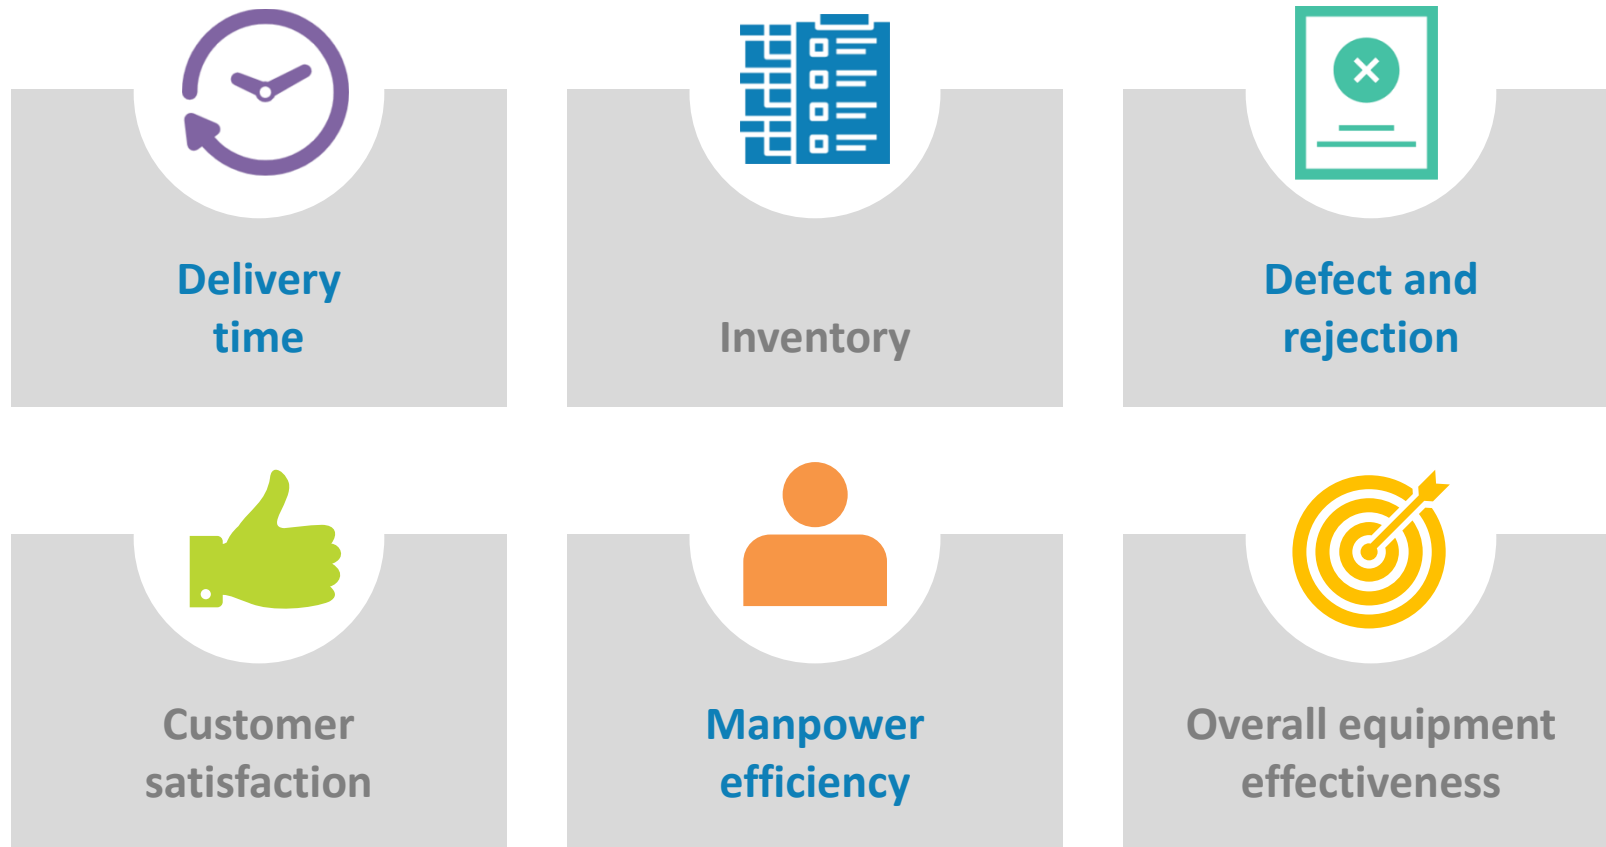 Delivery
time
Inventory
Defect and
rejection
Customer
satisfaction
Manpower
efficiency
Overall equipment
effectiveness